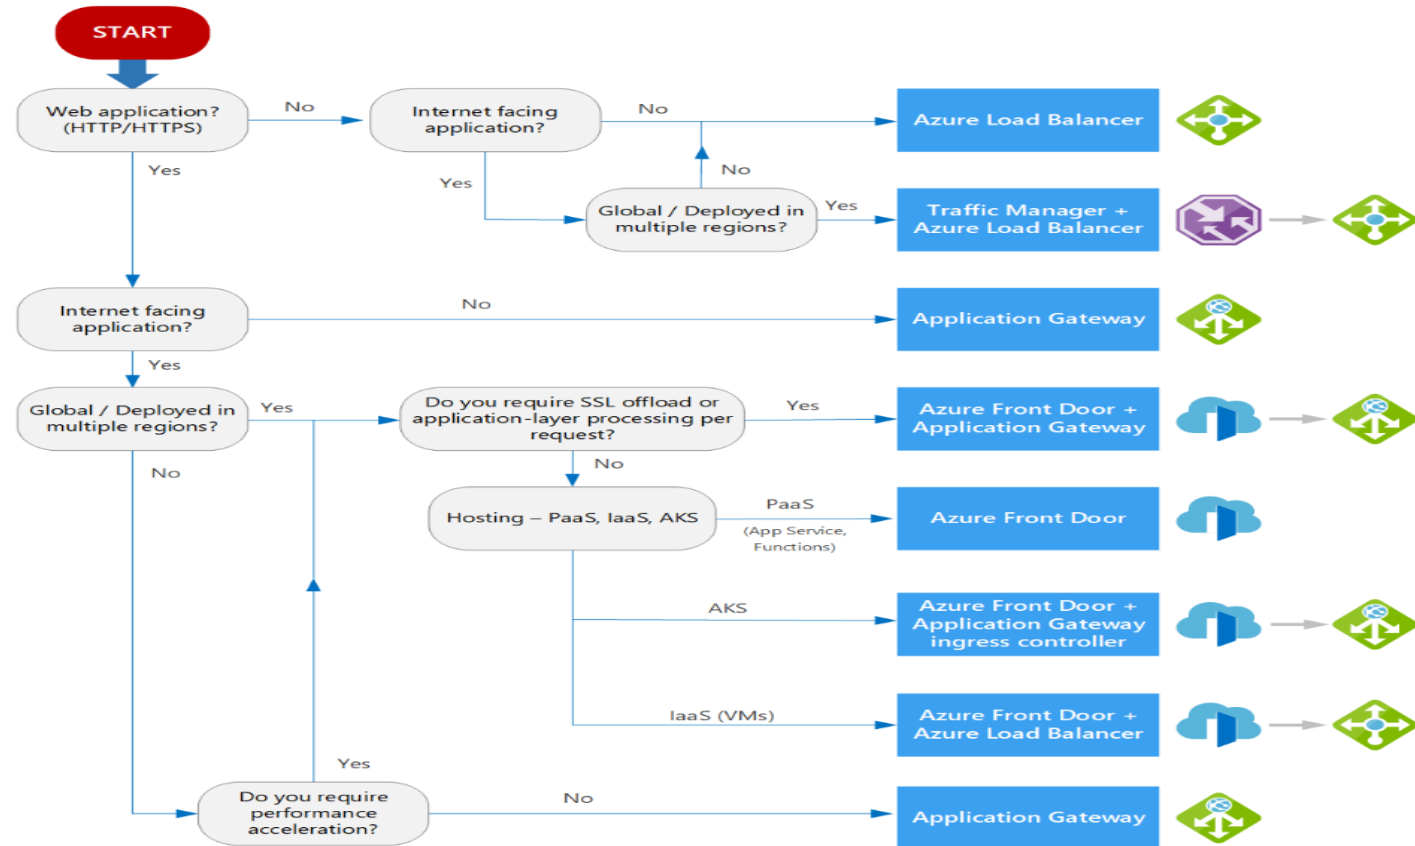 START
Web application?
(HTTP/HTTPS)
No
Internet facing
application?
No
Azure Load Balancer
Yes
Yes
No
Global / Deployed in
multiple regions?
Yes
Traffic Manager +
Azure Load Balancer
Internet facing
application?
No
Application Gateway
Yes
Global / Deployed in
multiple regions?
Yes
Do you require SSL offload or
application-layer processing per
request?
Yes
Azure Front Door +
Application Gateway
No
No
Hosting – PaaS, IaaS, AKS
PaaS
(App Service,
Functions)
Azure Front Door
AKS
Azure Front Door +
Application Gateway
ingress controller
IaaS (VMs)
Azure Front Door +
Azure Load Balancer
Yes
Do you require
performance
acceleration?
No
Application Gateway